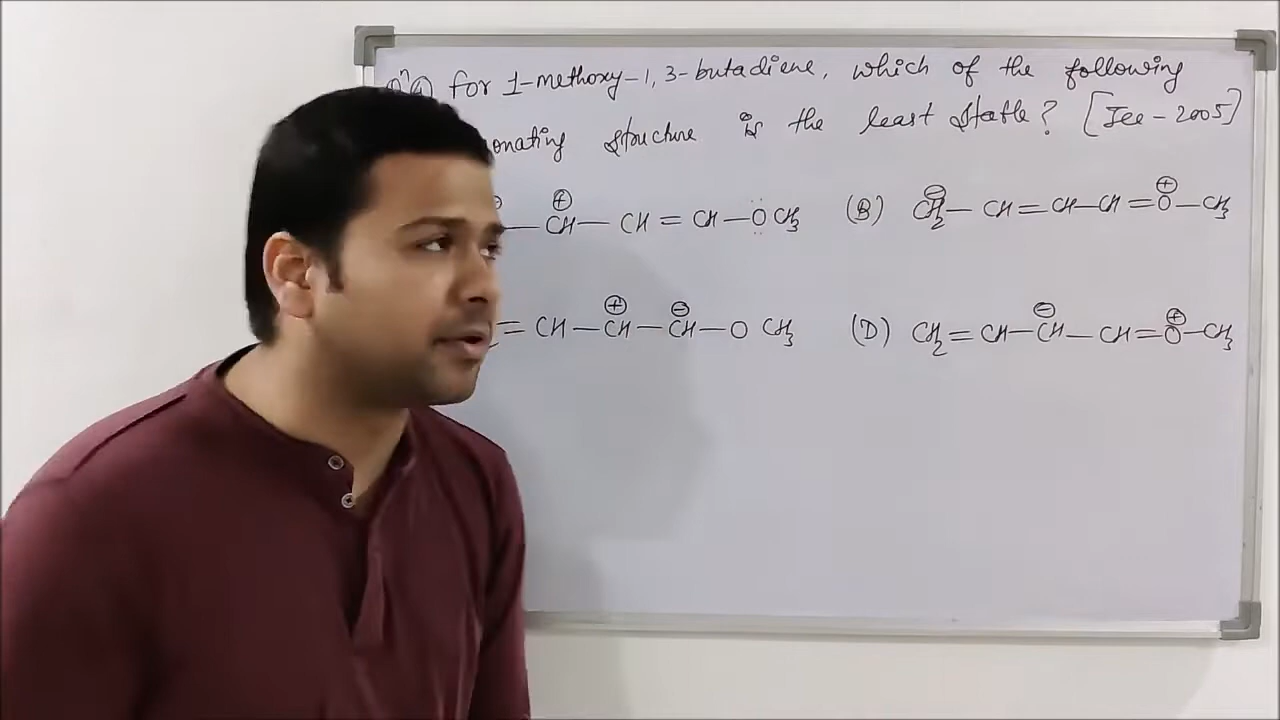 for 1-methoxy-1,3-butadiene, which of the following
onating structure is the least stable? [Jee-2005]
⊕
CH — CH = CH — Ö CH₃
(B) ⊖CH₂ — CH = CH — CH = O⊕ — CH₃
= CH — CH⊕ — CH⊖ — O CH₃
(D) CH₂ = CH — CH⊖ — CH = O⊕ — CH₃